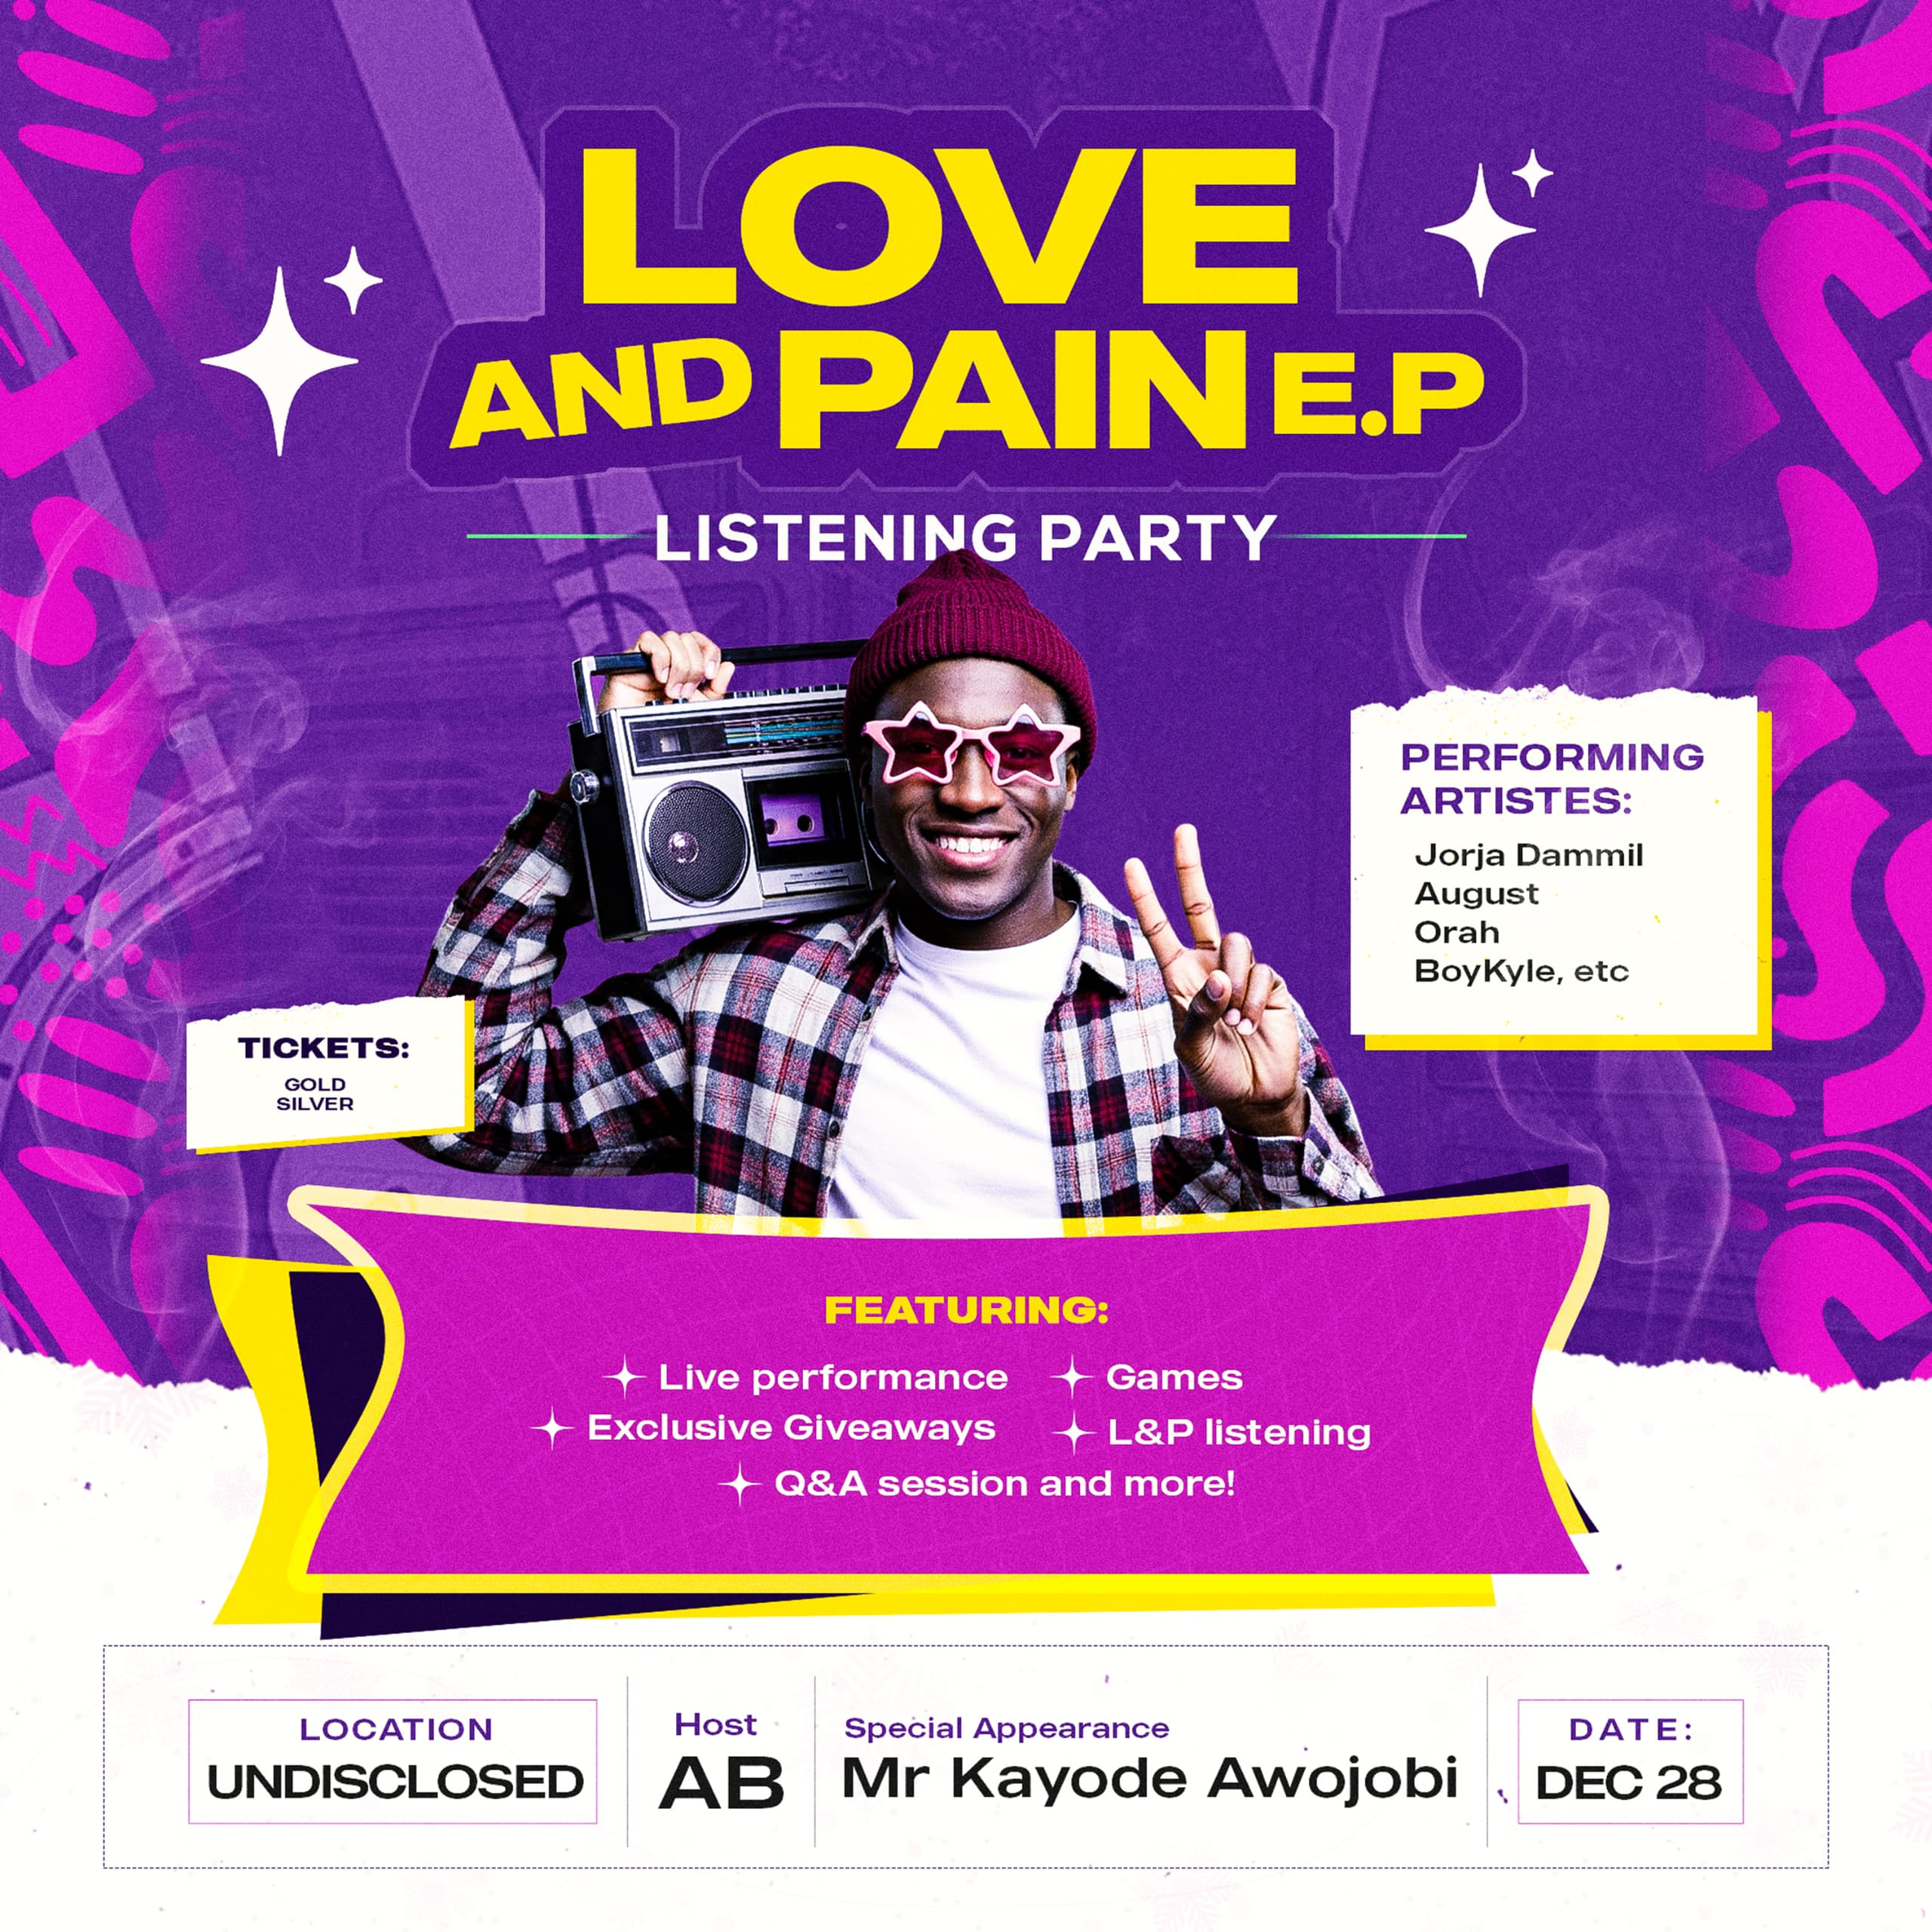 LOVE
AND PAIN E.P
LISTENING PARTY
PERFORMING
ARTISTES:
Jorja Dammil
August
Orah
BoyKyle, etc
TICKETS:
GOLD
SILVER
FEATURING:
Live performance
Games
Exclusive Giveaways
L&P listening
Q&A session and more!
LOCATION
UNDISCLOSED
Host
AB
Special Appearance
Mr Kayode Awojobi
DATE:
DEC 28